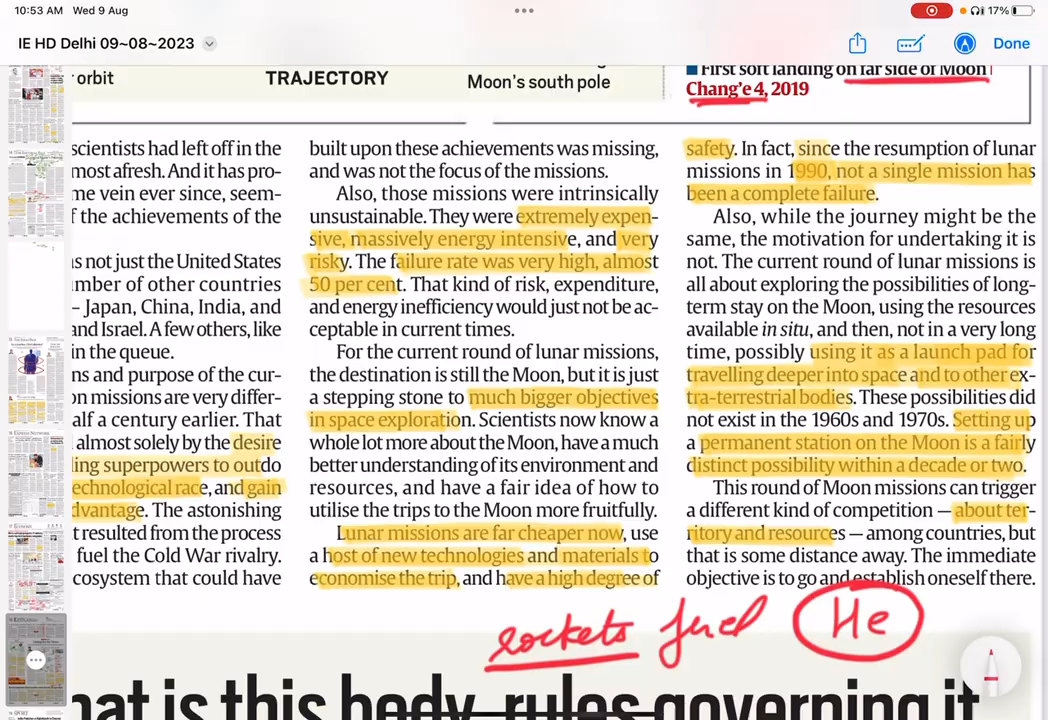 10:53 AM Wed 9 Aug
17%
IE HD Delhi 09~08~2023
Done
r orbit
TRAJECTORY
Moon's south pole
First soft landing on far side of Moon
Chang'e 4, 2019
scientists had left off in the
most afresh. And it has pro-
me vein ever since, seem-
f the achievements of the
s not just the United States
mber of other countries
– Japan, China, India, and
and Israel. A few others, like
in the queue.
ns and purpose of the cur-
on missions are very differ-
alf a century earlier. That
almost solely by the desire
ling superpowers to outdo
echnological race, and gain
dvantage. The astonishing
t resulted from the process
fuel the Cold War rivalry.
cosystem that could have
built upon these achievements was missing,
and was not the focus of the missions.
Also, those missions were intrinsically
unsustainable. They were extremely expen-
sive, massively energy intensive, and very
risky. The failure rate was very high, almost
50 per cent. That kind of risk, expenditure,
and energy inefficiency would just not be ac-
ceptable in current times.
For the current round of lunar missions,
the destination is still the Moon, but it is just
a stepping stone to much bigger objectives
in space exploration. Scientists now know a
whole lot more about the Moon, have a much
better understanding of its environment and
resources, and have a fair idea of how to
utilise the trips to the Moon more fruitfully.
Lunar missions are far cheaper now, use
a host of new technologies and materials to
economise the trip, and have a high degree of
safety. In fact, since the resumption of lunar
missions in 1990, not a single mission has
been a complete failure.
Also, while the journey might be the
same, the motivation for undertaking it is
not. The current round of lunar missions is
all about exploring the possibilities of long-
term stay on the Moon, using the resources
available in situ, and then, not in a very long
time, possibly using it as a launch pad for
travelling deeper into space and to other ex-
tra-terrestrial bodies. These possibilities did
not exist in the 1960s and 1970s. Setting up
a permanent station on the Moon is a fairly
distinct possibility within a decade or two.
This round of Moon missions can trigger
a different kind of competition — about ter-
ritory and resources — among countries, but
that is some distance away. The immediate
objective is to go and establish oneself there.
rockets fuel He
hat is this body, rules governing it